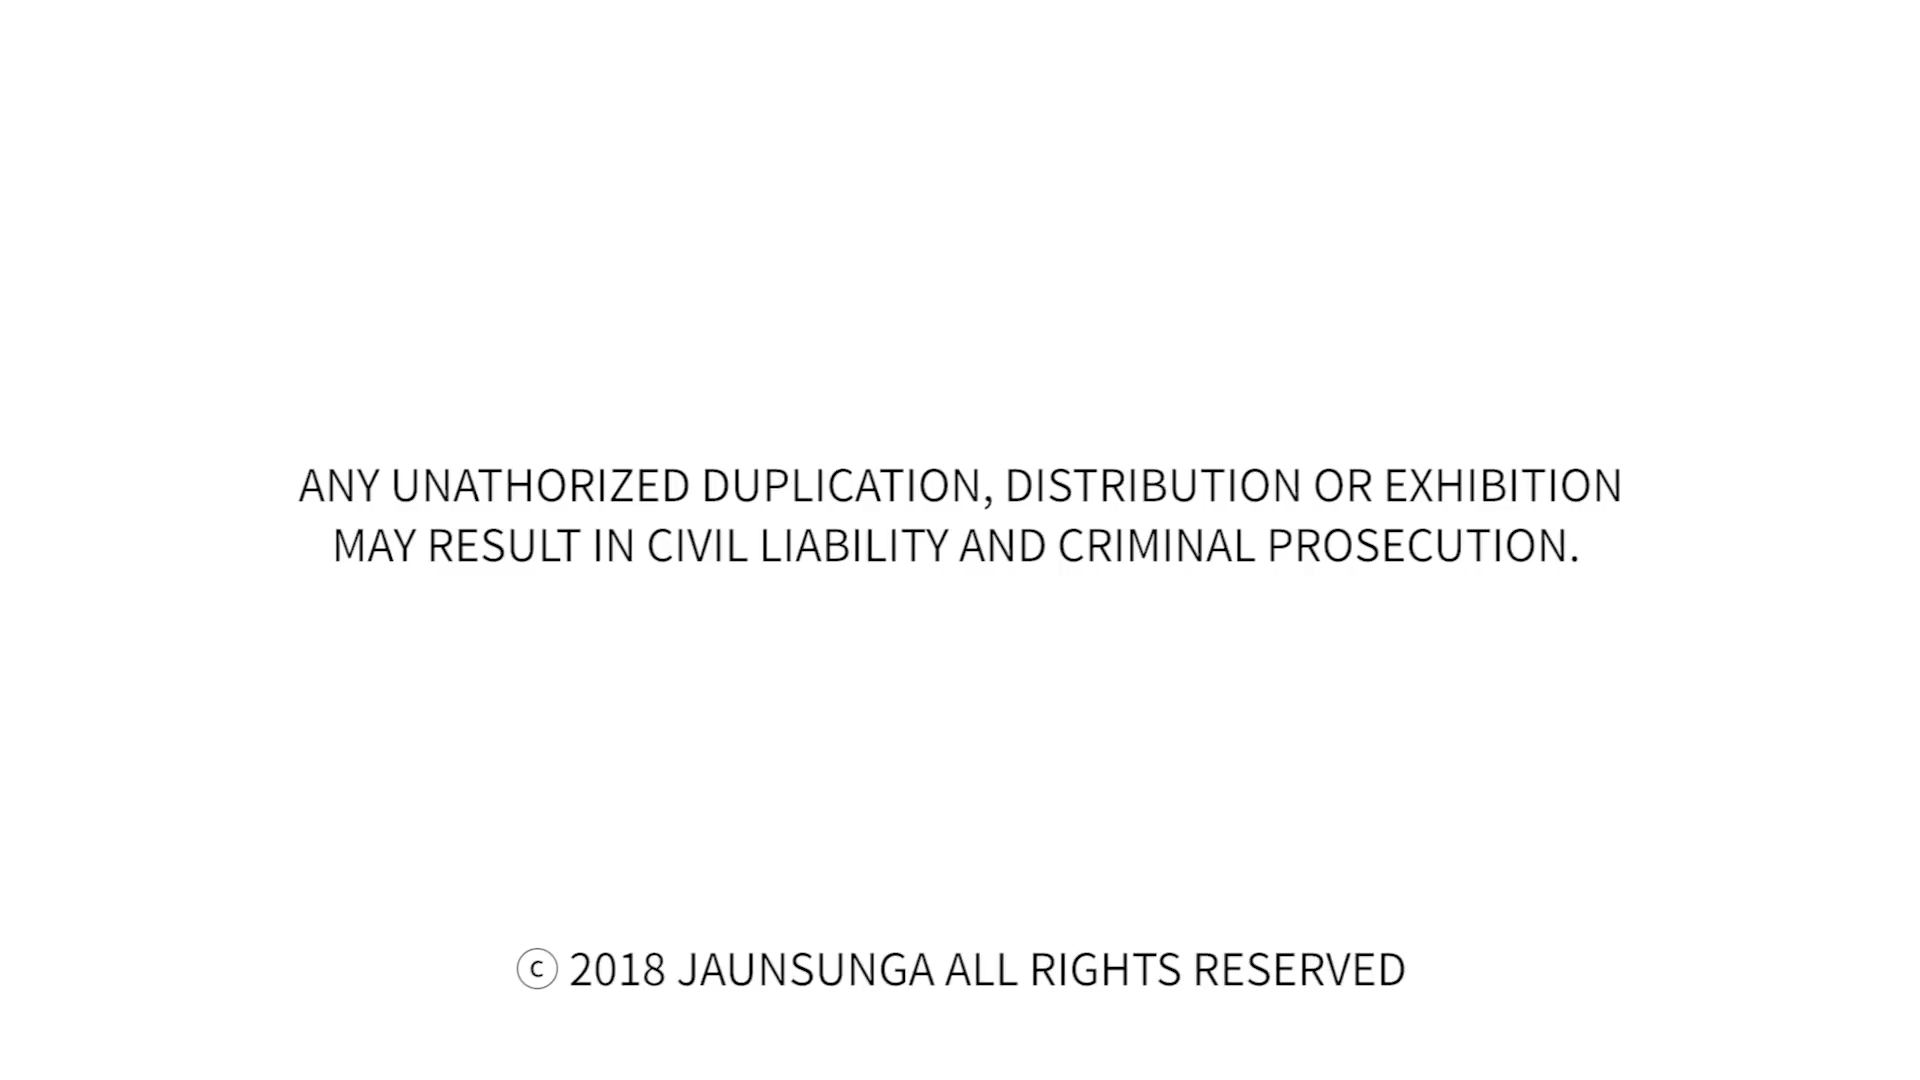 ANY UNATHORIZED DUPLICATION, DISTRIBUTION OR EXHIBITION
MAY RESULT IN CIVIL LIABILITY AND CRIMINAL PROSECUTION.
ⓒ 2018 JAUNSUNGA ALL RIGHTS RESERVED